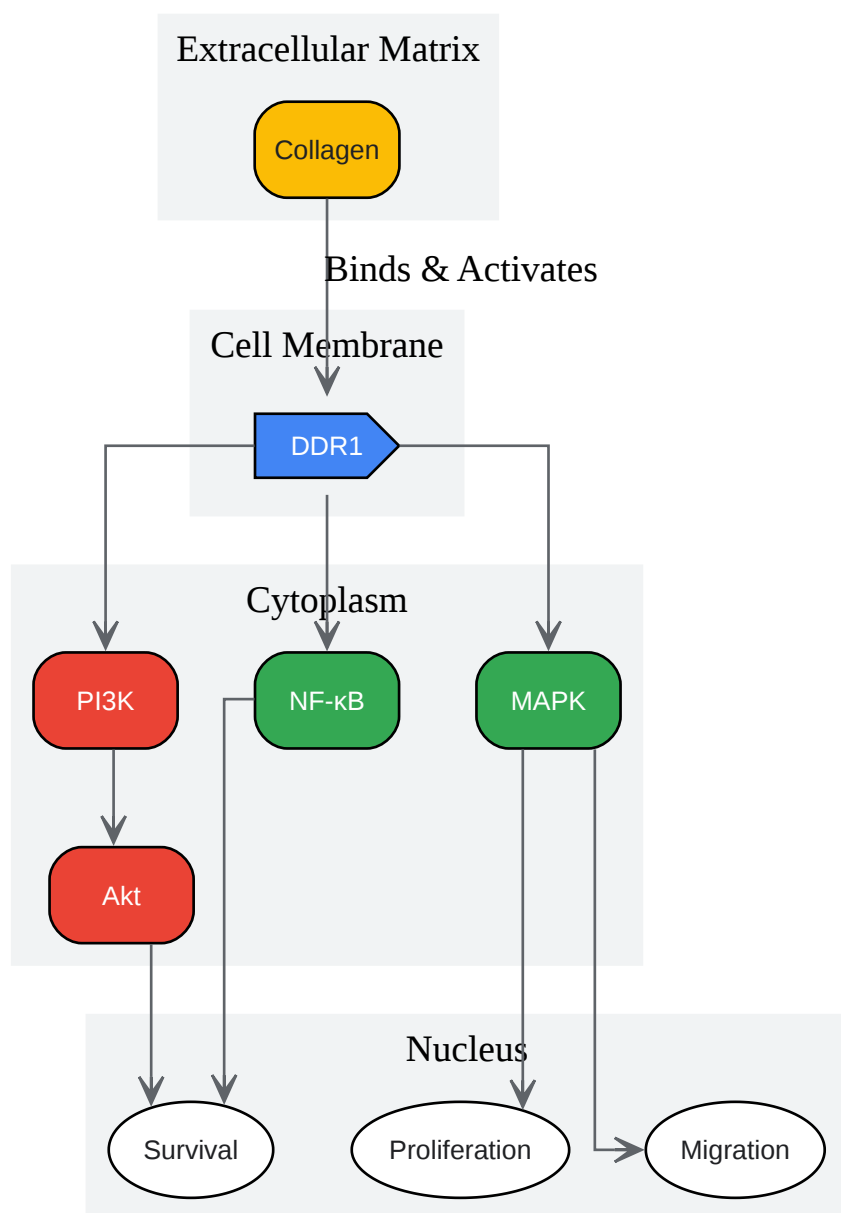 Extracellular Matrix
Collagen
Binds & Activates
Cell Membrane
DDR1
Cytoplasm
PI3K
NF-κB
MAPK
Akt
Nucleus
Survival
Proliferation
Migration